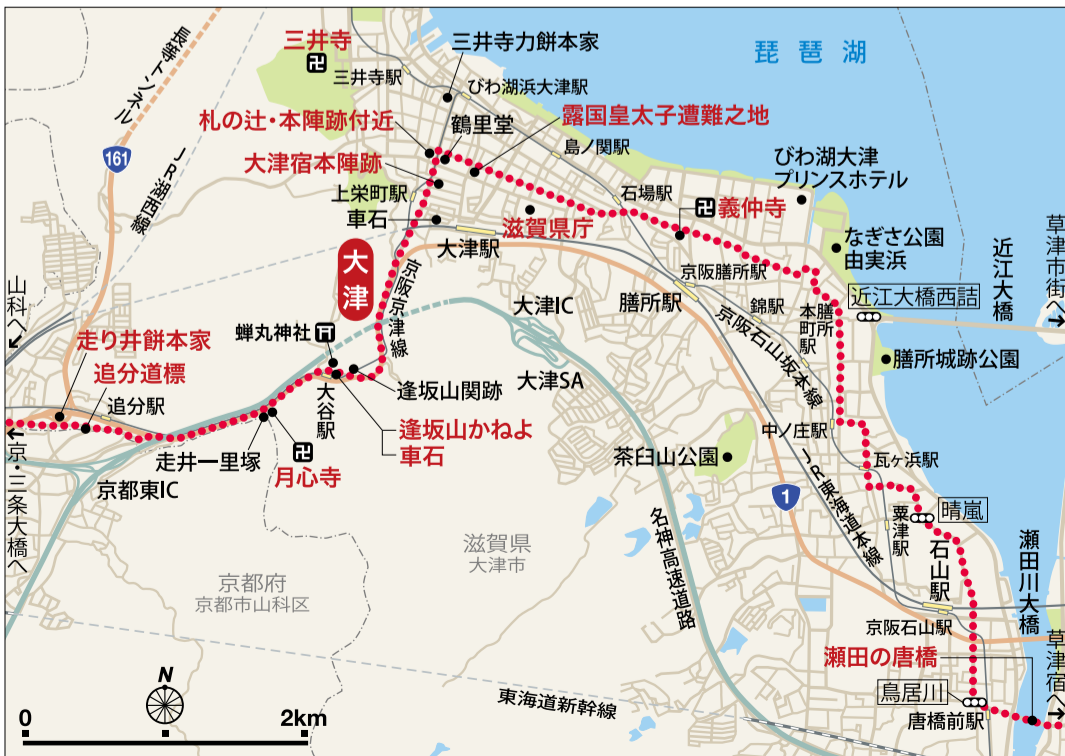 三井寺
三井寺力餅本家
琵琶湖
三井寺駅
びわ湖浜大津駅
長等トンネル
札の辻・本陣跡付近
鶴里堂
露国皇太子遭難之地
161
JR湖西線
大津宿本陣跡
島ノ関駅
びわ湖大津
プリンスホテル
上栄町駅
石場駅
車石
滋賀県庁
義仲寺
大津駅
なぎさ公園
由実浜
近江大橋
草津市街へ
大津
京阪京津線
京阪膳所駅
膳所駅
錦駅
膳所
本町駅
近江大橋西詰
山科へ
大津IC
京阪石山坂本線
走り井餅本家
追分道標
蝉丸神社
膳所城跡公園
大津SA
追分駅
大谷駅
逢坂山関跡
逢坂山かねよ
車石
中ノ庄駅
瓦ヶ浜駅
茶臼山公園
走井一里塚
月心寺
京・三条大橋へ
京都東IC
1
JR東海道本線
粟津駅
晴嵐
石山駅
瀬田川大橋
滋賀県
大津市
名神高速道路
京都府
京都市山科区
京阪石山駅
瀬田の唐橋
草津宿へ
鳥居川
唐橋前駅
東海道新幹線
N
0
2km